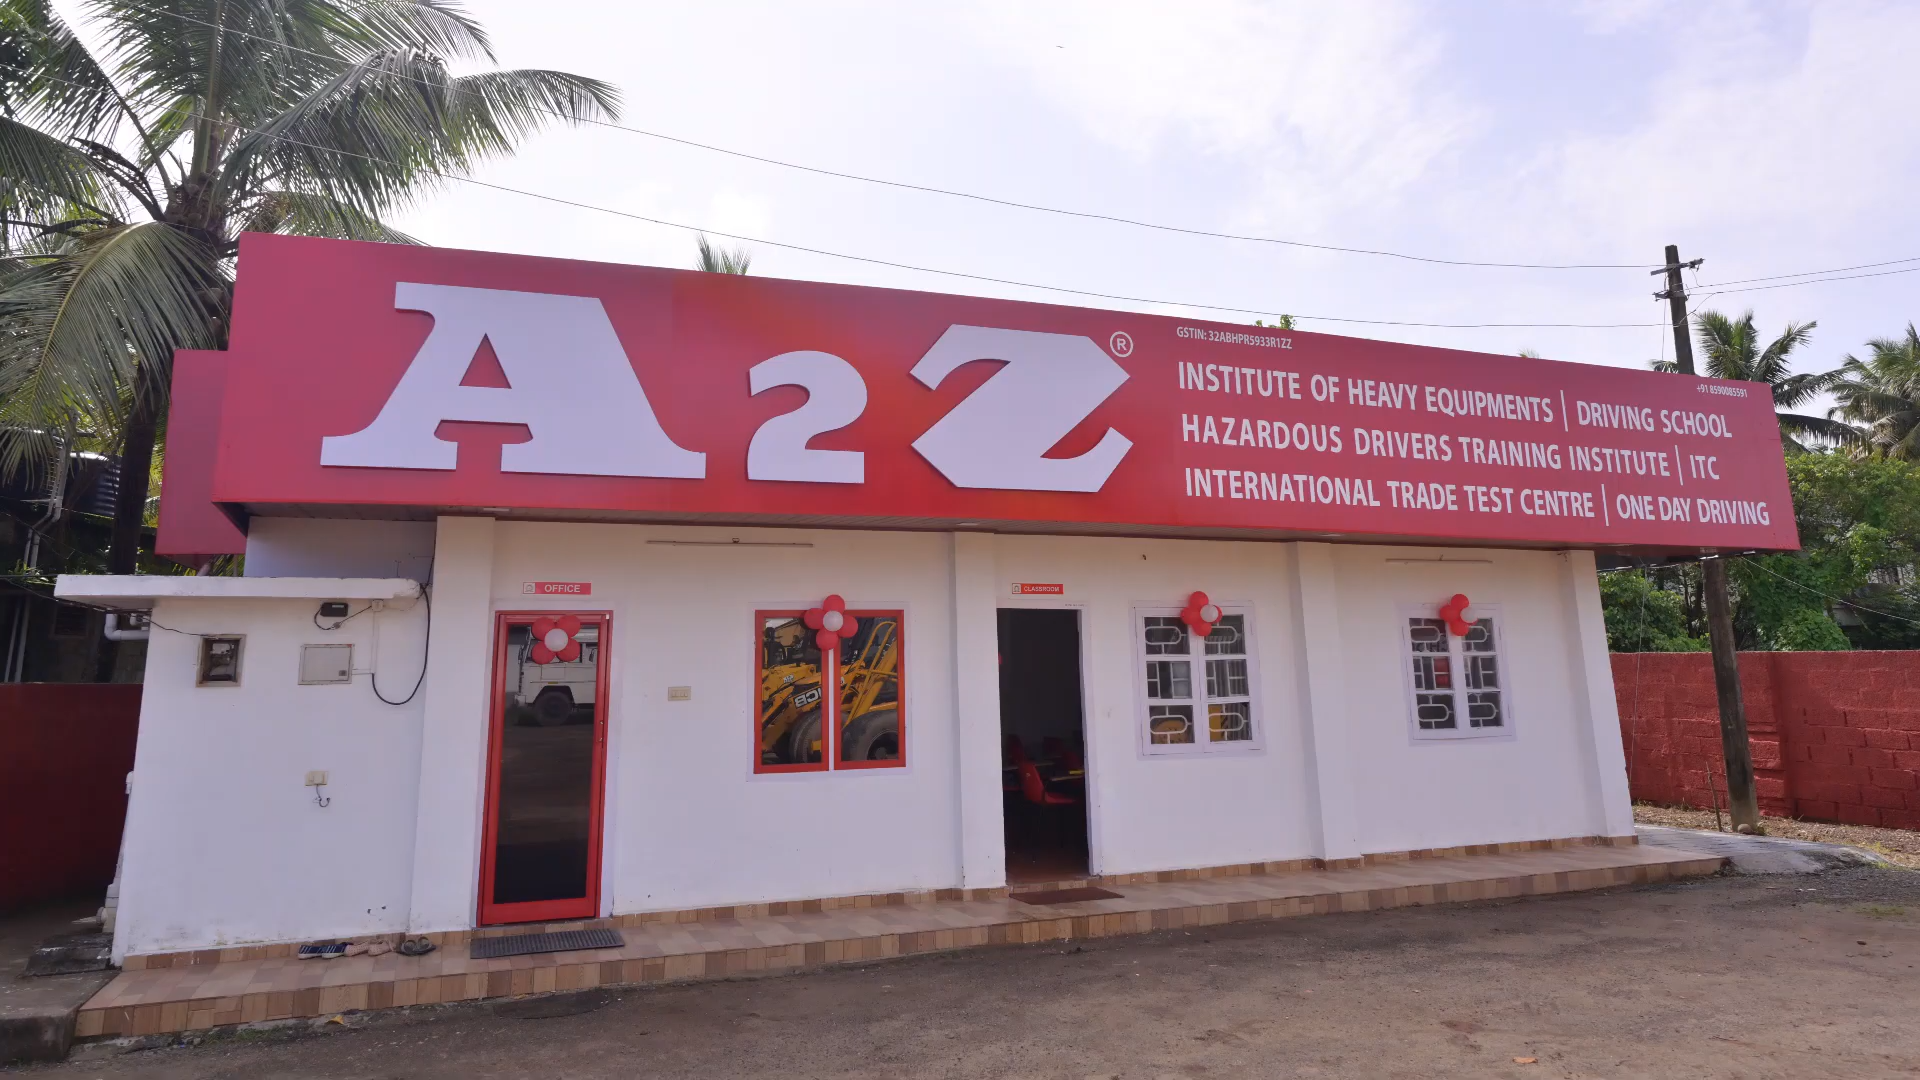 A2Z ®
GSTIN: 32ABHPR5933R1ZZ
+91 8590085591
INSTITUTE OF HEAVY EQUIPMENTS | DRIVING SCHOOL
HAZARDOUS DRIVERS TRAINING INSTITUTE | ITC
INTERNATIONAL TRADE TEST CENTRE | ONE DAY DRIVING
OFFICE
CLASSROOM
JCB